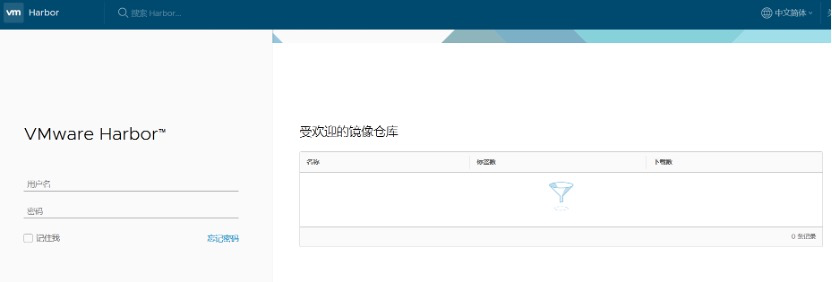 vm Harbor 搜索 Harbor... 中文简体
VMware Harbor™
用户名
密码
记住我 忘记密码
受欢迎的镜像仓库
名称 标签数 下载数
0 条记录